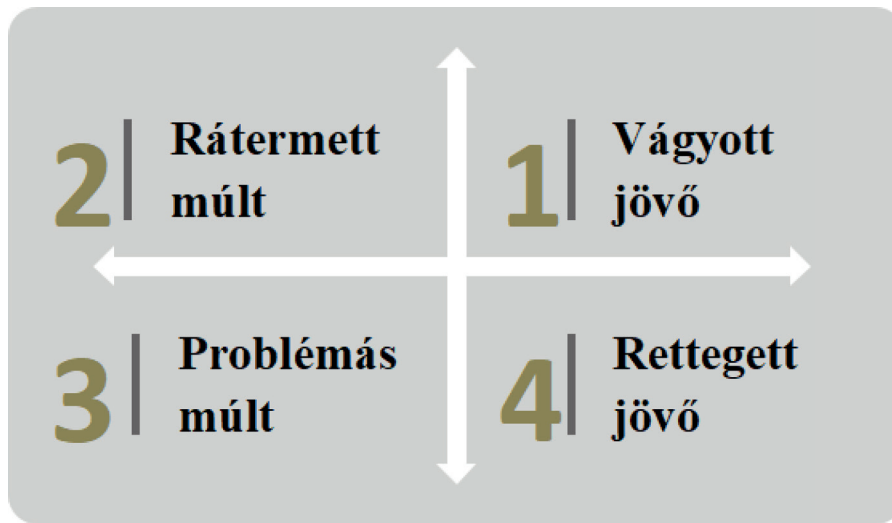 2
Rátermett
múlt
1
Vágyott
jövő
3
Problémás
múlt
4
Rettegett
jövő